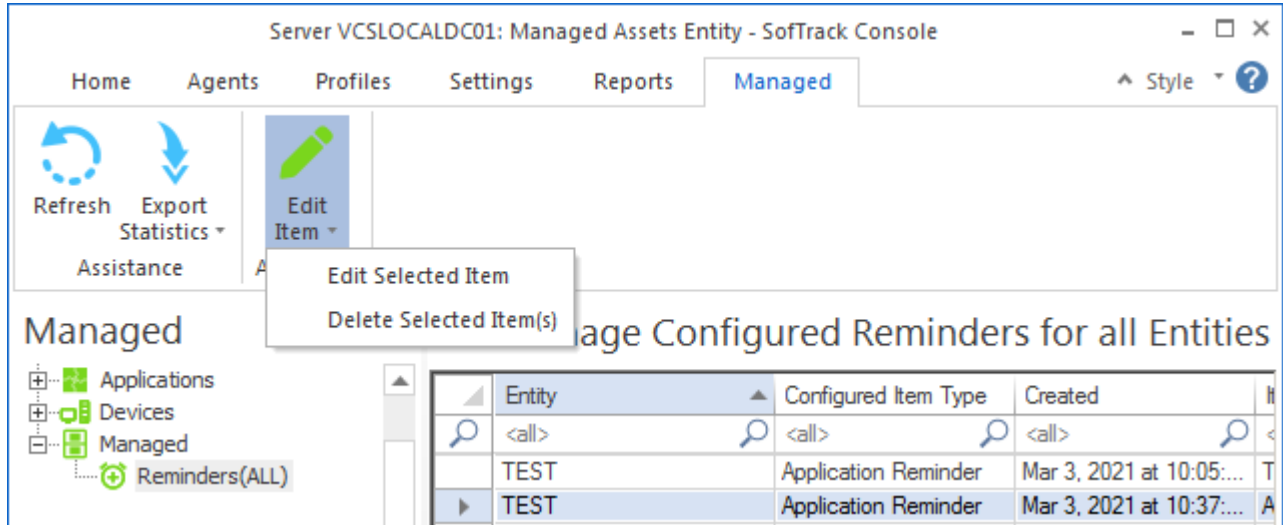 Server VCSLOCALDC01: Managed Assets Entity - SofTrack Console
Home Agents Profiles Settings Reports Managed Style ?
Refresh Export Statistics Edit Item
Assistance A
Edit Selected Item
Delete Selected Item(s)
Managed
age Configured Reminders for all Entities
Applications
Devices
Managed
Reminders(ALL)
Entity Configured Item Type Created
<all> <all> <all>
TEST Application Reminder Mar 3, 2021 at 10:05:... T
TEST Application Reminder Mar 3, 2021 at 10:37:... A